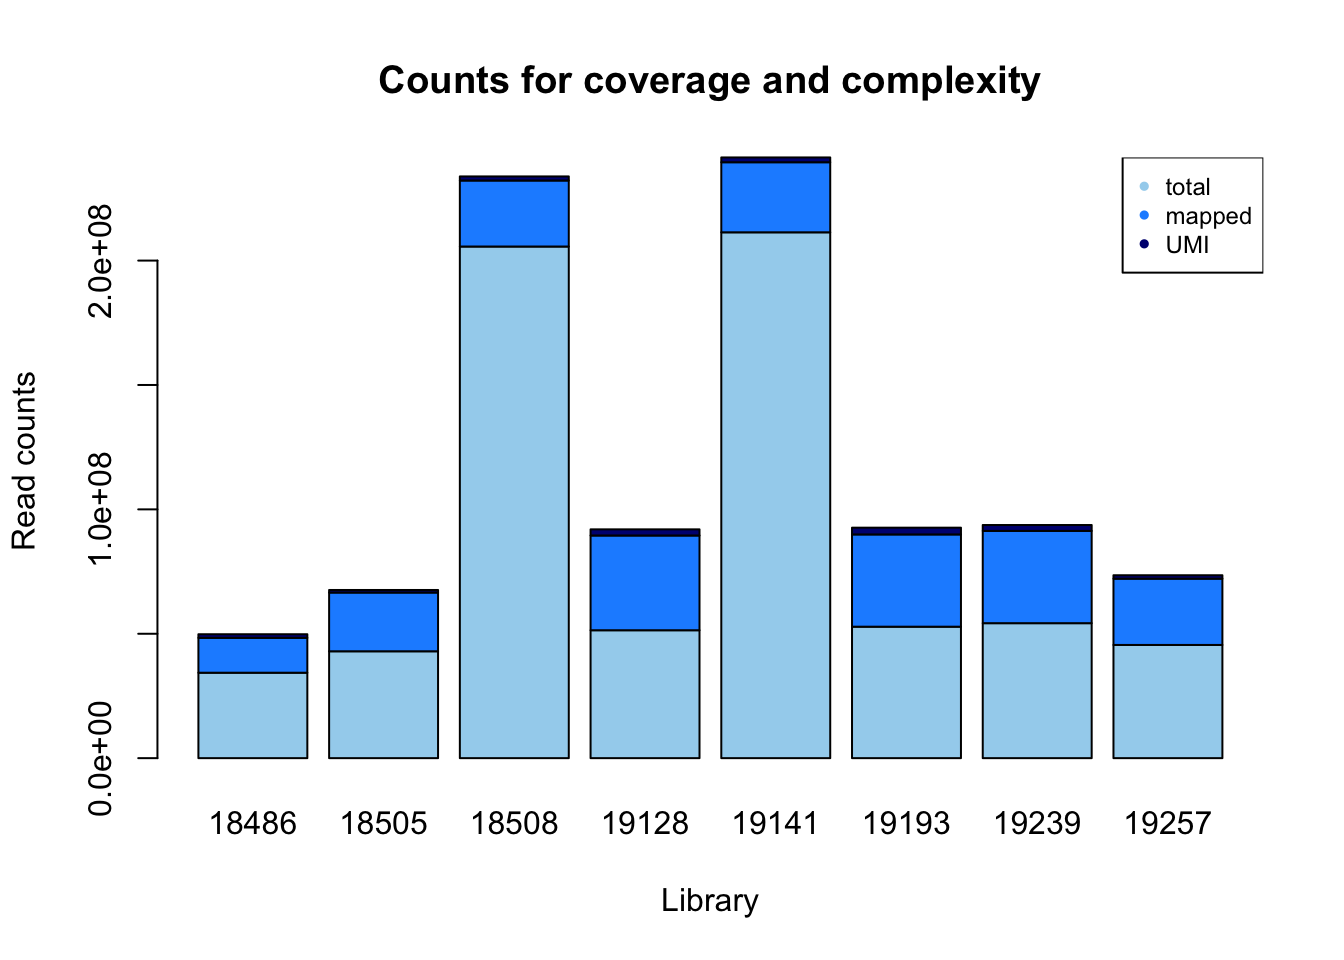 Counts for coverage and complexity
total
mapped
UMI
Read counts
2.0e+08
1.0e+08
0.0e+00
18486 18505 18508 19128 19141 19193 19239 19257
Library